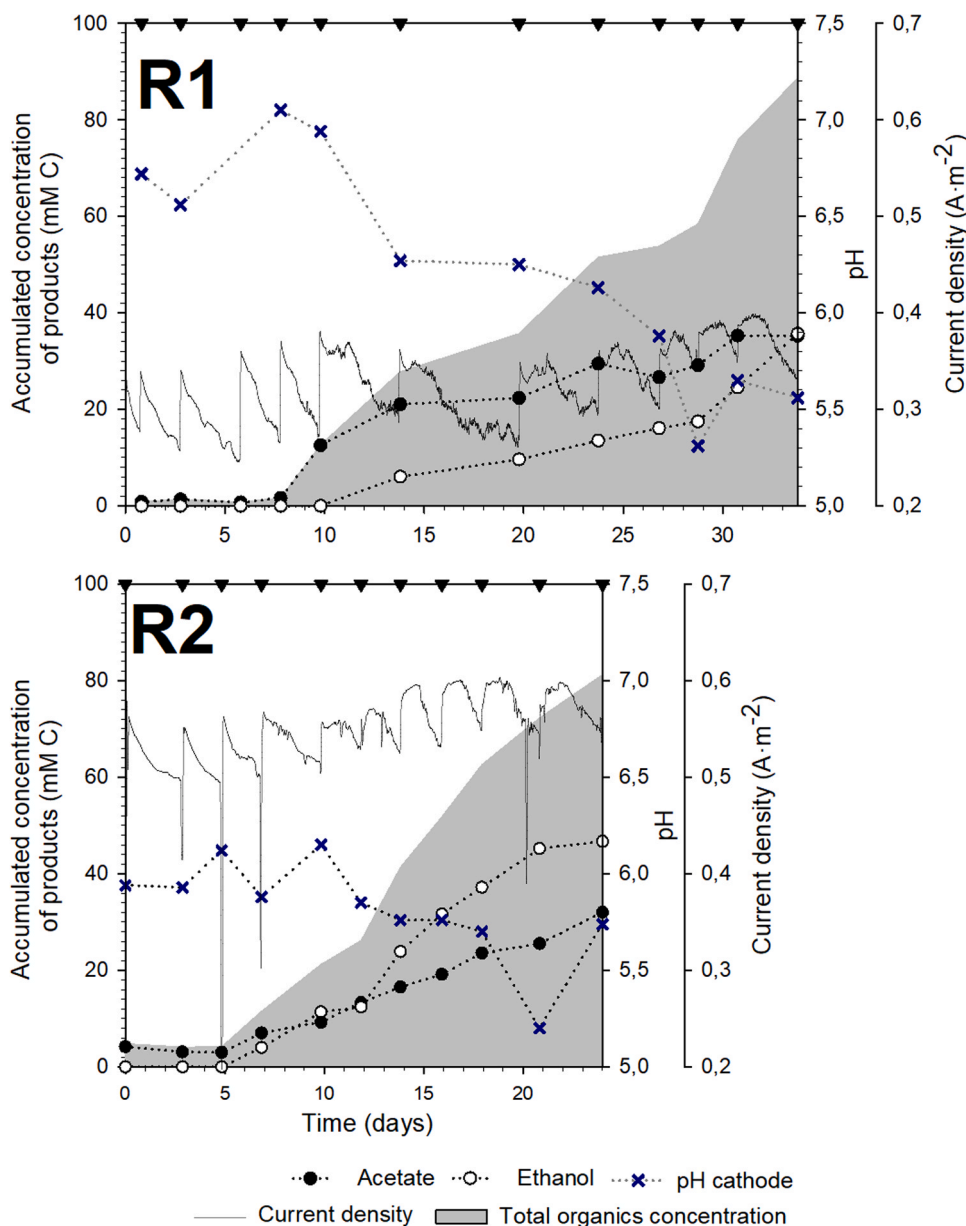 R1
100
80
60
40
20
0
Accumulated concentration
of products (mM C)
7,5
7,0
6,5
6,0
5,5
5,0
pH
0,7
0,6
0,5
0,4
0,3
0,2
Current density (A·m-2)
0 5 10 15 20 25 30
R2
100
80
60
40
20
0
Accumulated concentration
of products (mM C)
7,5
7,0
6,5
6,0
5,5
5,0
pH
0,7
0,6
0,5
0,4
0,3
0,2
Current density (A·m-2)
0 5 10 15 20
Time (days)
Acetate Ethanol pH cathode
Current density Total organics concentration